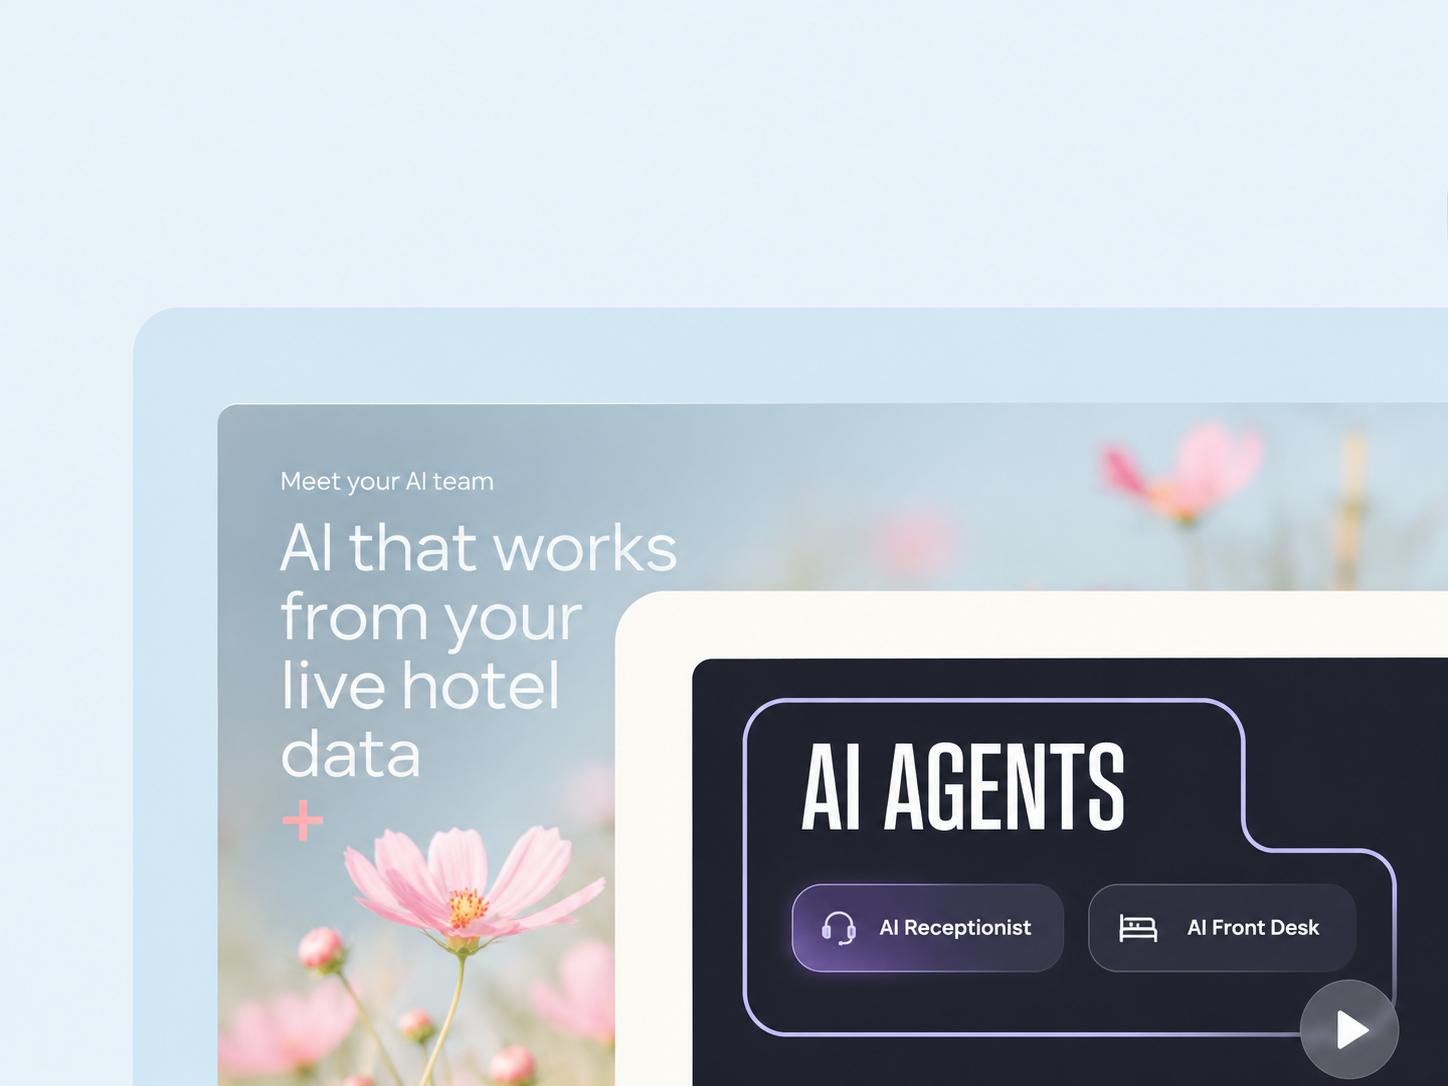 Meet your AI team
AI that works
from your
live hotel
data
+
AI AGENTS
AI Receptionist
AI Front Desk